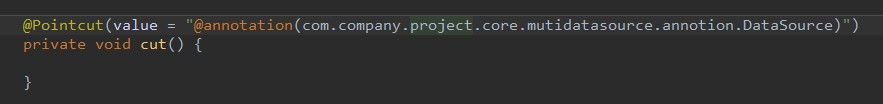 @Pointcut(value = "@annotation(com.company.project.core.mutidatasource.annotion.DataSource)")
private void cut() {
}